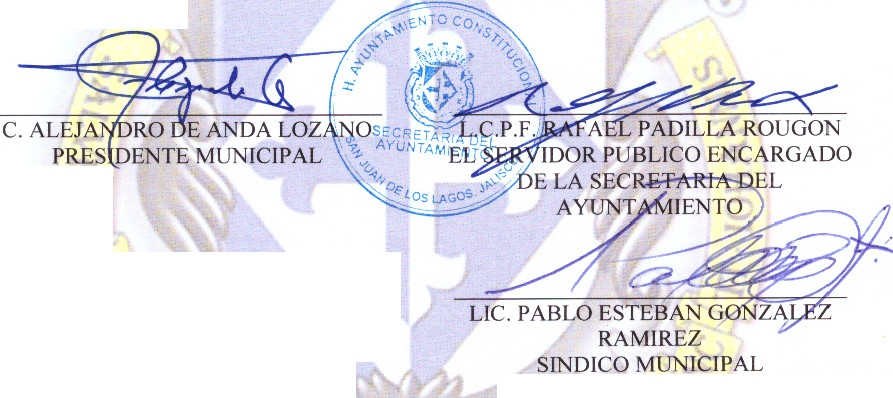 H. AYUNTAMIENTO CONSTITUCIONAL
SECRETARIA DEL
AYUNTAMIENTO
SAN JUAN DE LOS LAGOS, JALISCO
C. ALEJANDRO DE ANDA LOZANO
PRESIDENTE MUNICIPAL
L.C.P.F. RAFAEL PADILLA ROUGON
EL SERVIDOR PUBLICO ENCARGADO
DE LA SECRETARIA DEL
AYUNTAMIENTO
LIC. PABLO ESTEBAN GONZALEZ
RAMIREZ
SINDICO MUNICIPAL